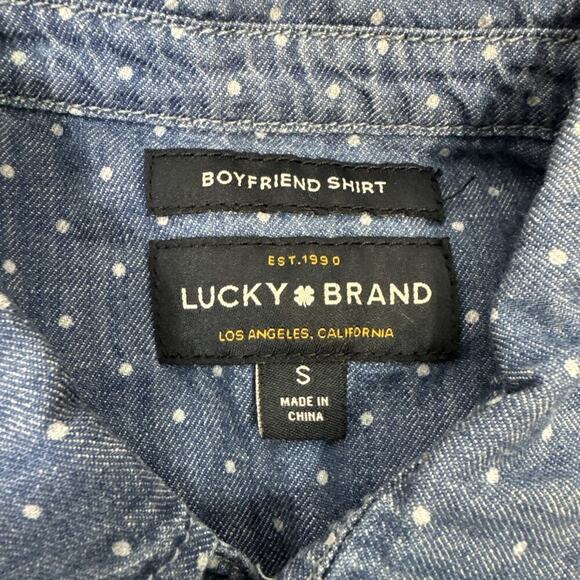 BOYFRIEND SHIRT
EST.1990
LUCKY BRAND
LOS ANGELES, CALIFORNIA
S
MADE IN
CHINA